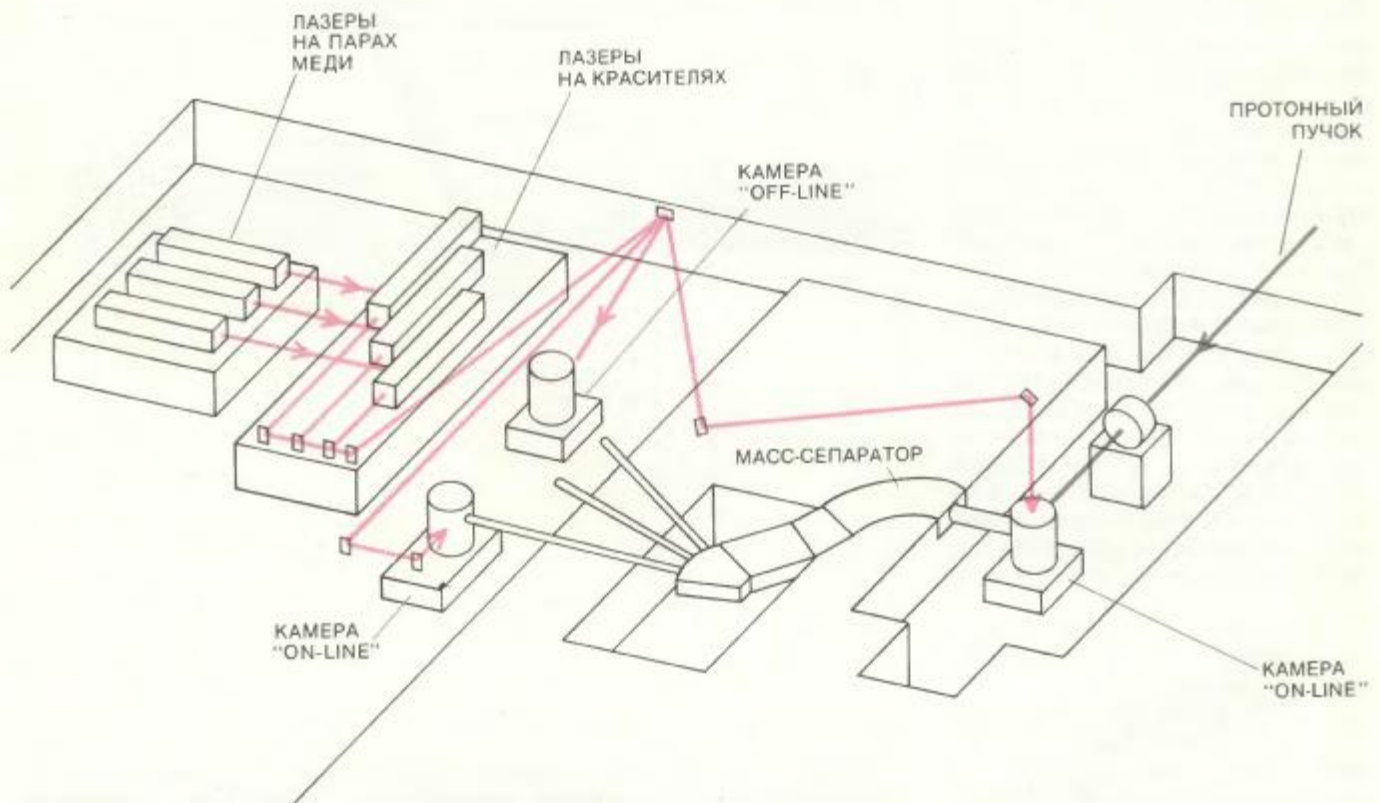 ЛАЗЕРЫ
НА ПАРАХ
МЕДИ
ЛАЗЕРЫ
НА КРАСИТЕЛЯХ
ПРОТОННЫЙ
ПУЧОК
КАМЕРА
"OFF-LINE"
МАСС-СЕПАРАТОР
КАМЕРА
"ON-LINE"
КАМЕРА
"ON-LINE"